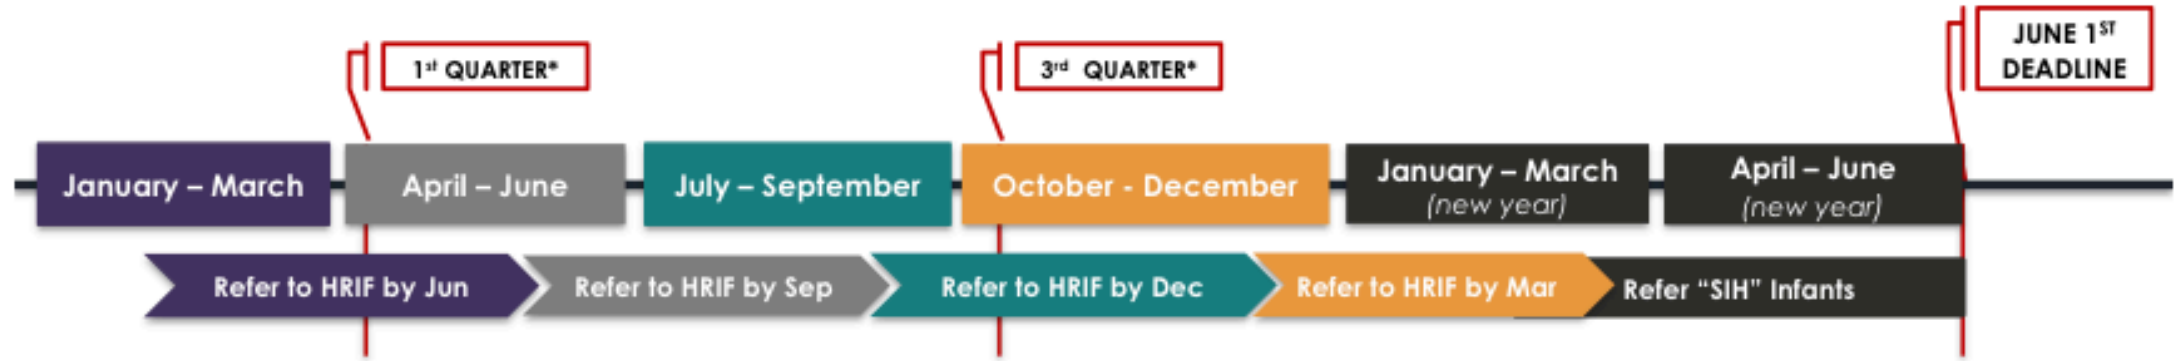 1st QUARTER*
3rd QUARTER*
JUNE 1ST
DEADLINE
January – March
April – June
July – September
October - December
January – March
(new year)
April – June
(new year)
Refer to HRIF by Jun
Refer to HRIF by Sep
Refer to HRIF by Dec
Refer to HRIF by Mar
Refer “SIH” Infants